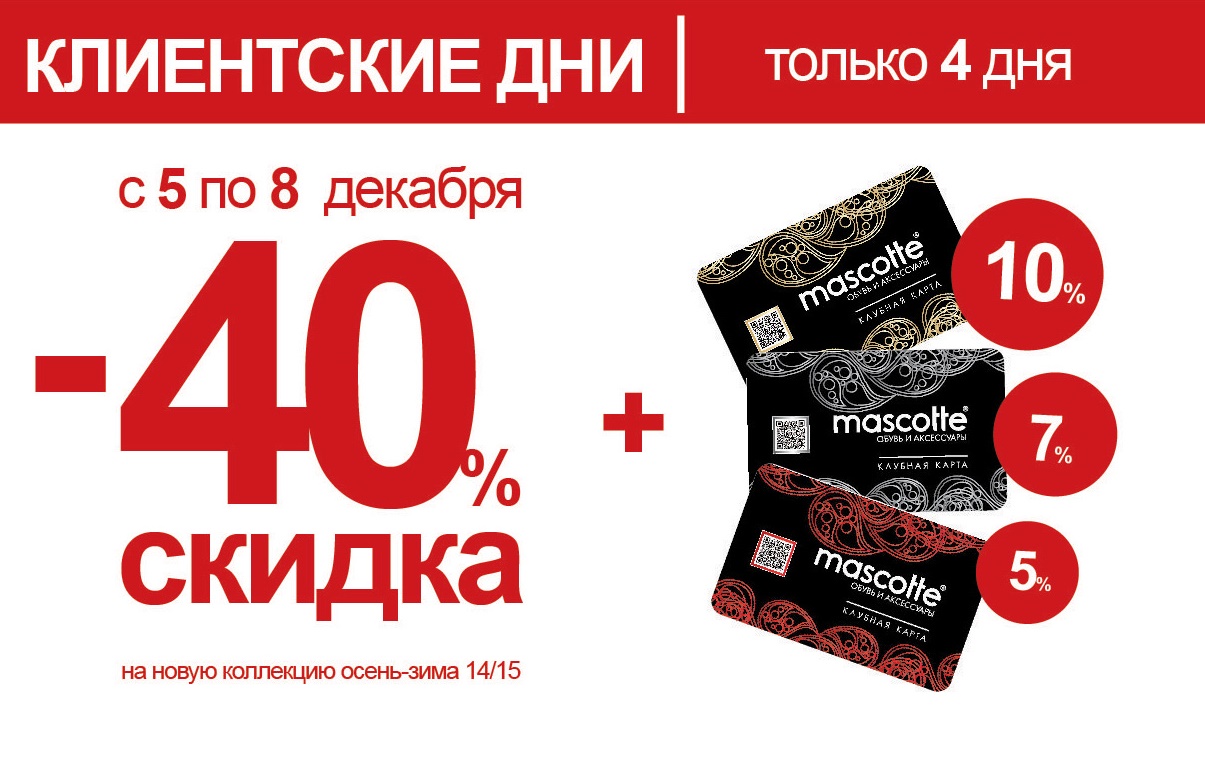 КЛИЕНТСКИЕ ДНИ
только 4 дня
с 5 по 8 декабря
-40%
скидка
на новую коллекцию осень-зима 14/15
+
mascotte®
ОБУВЬ И АКСЕССУАРЫ
КЛУБНАЯ КАРТА
10%
mascotte®
ОБУВЬ И АКСЕССУАРЫ
КЛУБНАЯ КАРТА
7%
mascotte®
ОБУВЬ И АКСЕССУАРЫ
КЛУБНАЯ КАРТА
5%